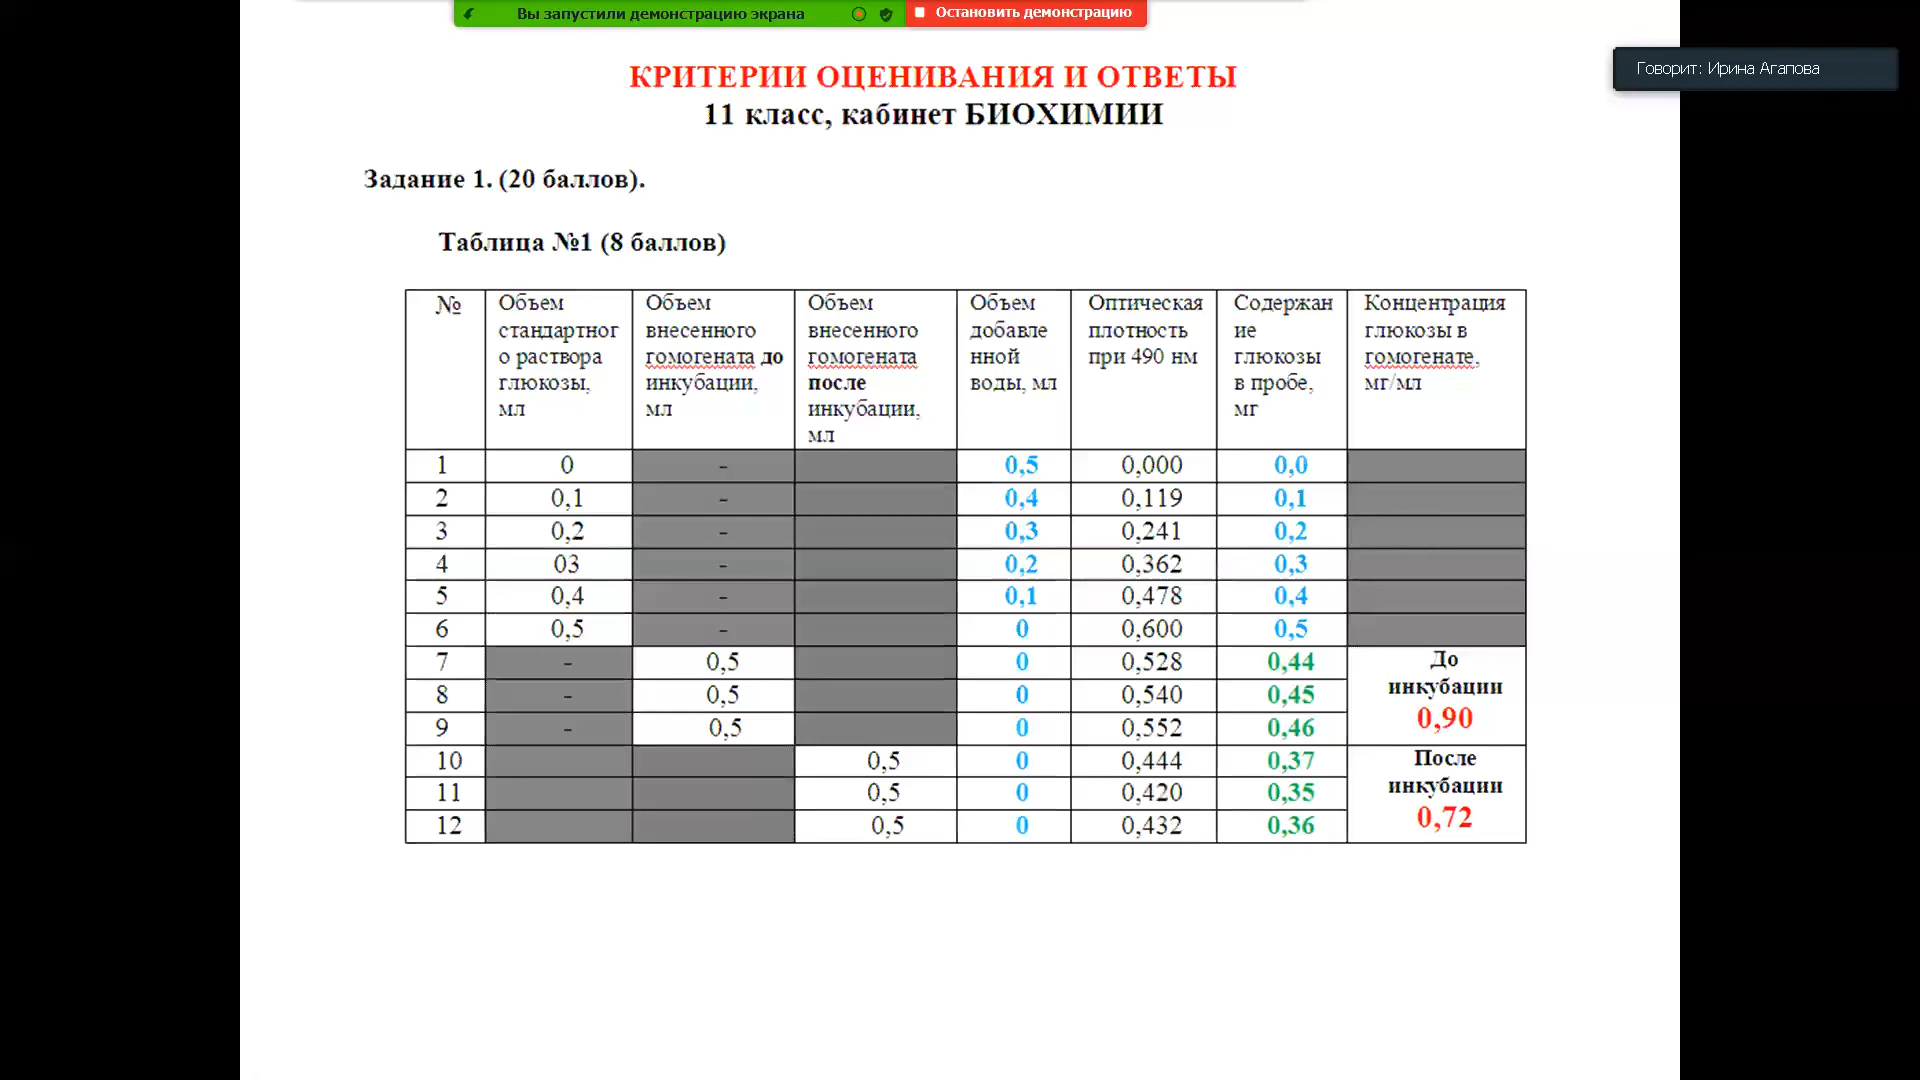 Вы запустили демонстрацию экрана
Остановить демонстрацию
Говорит: Ирина Агапова
КРИТЕРИИ ОЦЕНИВАНИЯ И ОТВЕТЫ
11 класс, кабинет БИОХИМИИ
Задание 1. (20 баллов).
Таблица №1 (8 баллов)
№
Объем
стандартног
о раствора
глюкозы,
мл
Объем
внесенного
гомогената до
инкубации,
мл
Объем
внесенного
гомогената
после
инкубации,
мл
Объем
добавле
нной
воды, мл
Оптическая
плотность
при 490 нм
Содержан
ие
глюкозы
в пробе,
мг
Концентрация
глюкозы в
гомогенате,
мг/мл
1 0 - 0,5 0,000 0,0
2 0,1 - 0,4 0,119 0,1
3 0,2 - 0,3 0,241 0,2
4 03 - 0,2 0,362 0,3
5 0,4 - 0,1 0,478 0,4
6 0,5 - 0 0,600 0,5
7 - 0,5 0 0,528 0,44
8 - 0,5 0 0,540 0,45
9 - 0,5 0 0,552 0,46
До
инкубации
0,90
10 0,5 0 0,444 0,37
11 0,5 0 0,420 0,35
12 0,5 0 0,432 0,36
После
инкубации
0,72